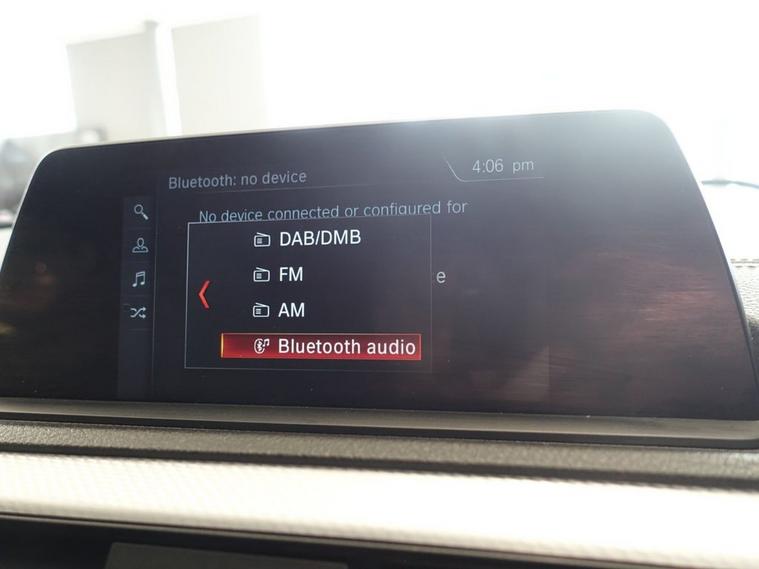 4:06 pm
Bluetooth: no device
No device connected or configured for
DAB/DMB
FM
e
AM
Bluetooth audio